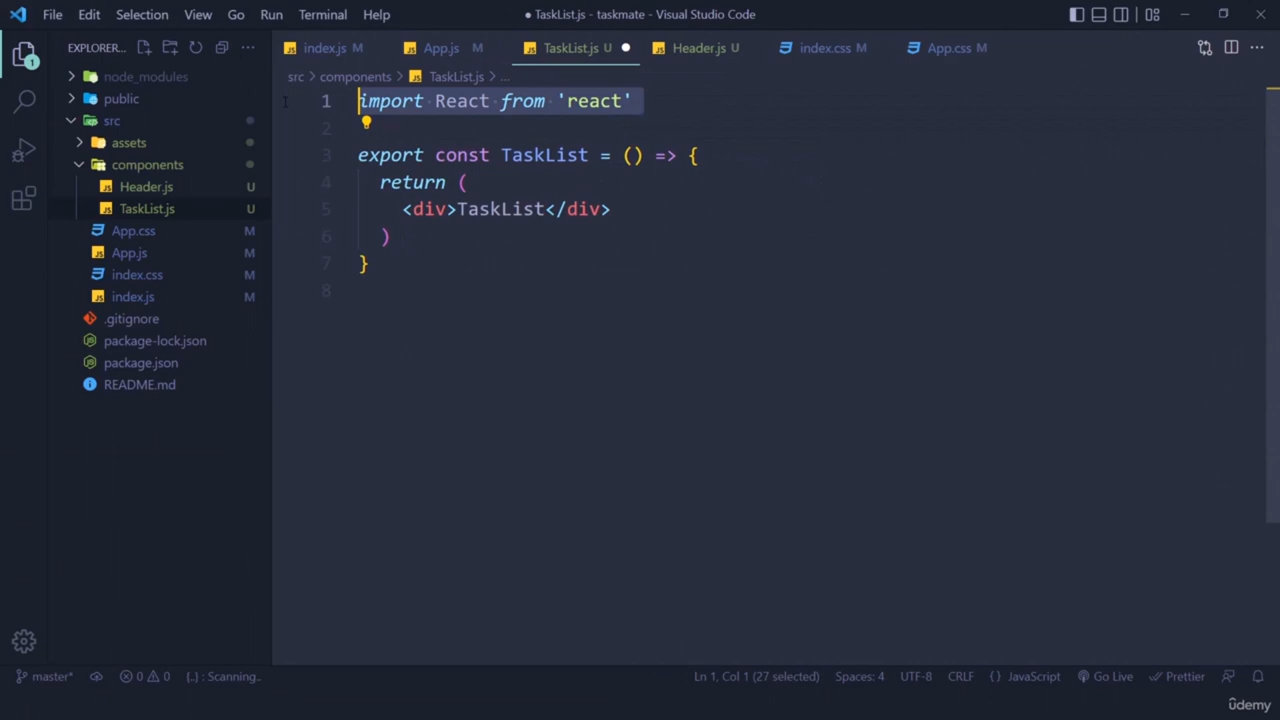 File Edit Selection View Go Run Terminal Help
● TaskList.js - taskmate - Visual Studio Code
EXPLORER...
index.js M
App.js M
TaskList.js U ●
Header.js U
index.css M
App.css M
src > components > TaskList.js > ...
node_modules
public
src
assets
components
Header.js U
TaskList.js U
App.css M
App.js M
index.css M
index.js M
.gitignore
package-lock.json
package.json
README.md
1 import React from 'react'
2
3 export const TaskList = () => {
4 return (
5 <div>TaskList</div>
6 )
7 }
8
1
master* 0 0 {..} : Scanning..
Ln 1, Col 1 (27 selected) Spaces: 4 UTF-8 CRLF {} JavaScript Go Live Prettier
ûdemy